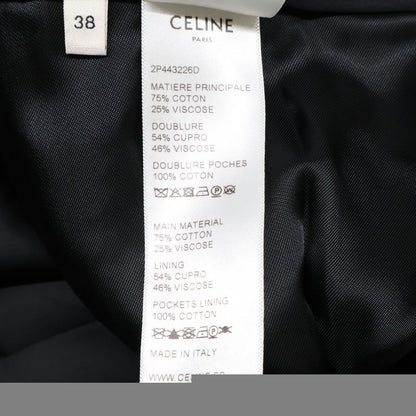 38
CELINE
PARIS
2P443226D
MATIERE PRINCIPALE
75% COTON
25% VISCOSE
DOUBLURE
54% CUPRO
46% VISCOSE
DOUBLURE POCHES
100% COTON
MAIN MATERIAL
75% COTTON
25% VISCOSE
LINING
54% CUPRO
46% VISCOSE
POCKETS LINING
100% COTTON
MADE IN ITALY